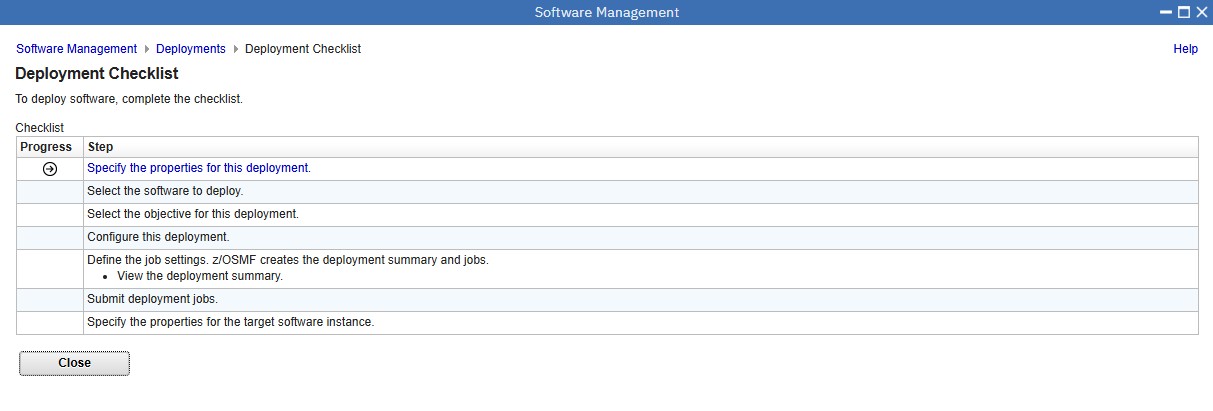 Software Management
Software Management Deployments Deployment Checklist Help
Deployment Checklist
To deploy software, complete the checklist.
Checklist
Progress Step
Specify the properties for this deployment.
Select the software to deploy.
Select the objective for this deployment.
Configure this deployment.
Define the job settings. z/OSMF creates the deployment summary and jobs.
• View the deployment summary.
Submit deployment jobs.
Specify the properties for the target software instance.
Close